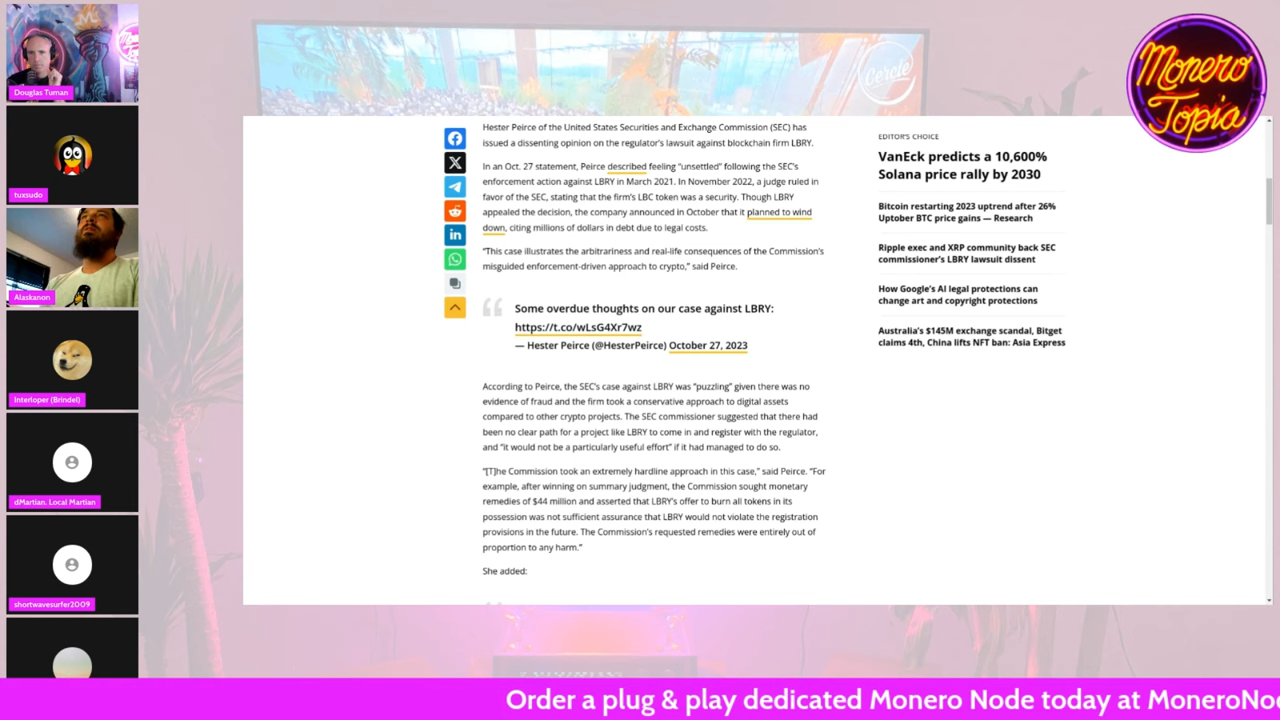 Douglas Tuman
tuxsudo
Alaskanon
Interloper (Brindel)
dMartian. Local Martian
shortwavesurfer2009
Cercle
Monero
Topia
Hester Peirce of the United States Securities and Exchange Commission (SEC) has
issued a dissenting opinion on the regulator's lawsuit against blockchain firm LBRY.
In an Oct. 27 statement, Peirce described feeling "unsettled" following the SEC's
enforcement action against LBRY in March 2021. In November 2022, a judge ruled in
favor of the SEC, stating that the firm's LBC token was a security. Though LBRY
appealed the decision, the company announced in October that it planned to wind
down, citing millions of dollars in debt due to legal costs.
"This case illustrates the arbitrariness and real-life consequences of the Commission's
misguided enforcement-driven approach to crypto," said Peirce.
Some overdue thoughts on our case against LBRY:
https://t.co/wLsG4Xr7wz
— Hester Peirce (@HesterPeirce) October 27, 2023
According to Peirce, the SEC's case against LBRY was "puzzling" given there was no
evidence of fraud and the firm took a conservative approach to digital assets
compared to other crypto projects. The SEC commissioner suggested that there had
been no clear path for a project like LBRY to come in and register with the regulator,
and "it would not be a particularly useful effort" if it had managed to do so.
"[T]he Commission took an extremely hardline approach in this case," said Peirce. "For
example, after winning on summary judgment, the Commission sought monetary
remedies of $44 million and asserted that LBRY's offer to burn all tokens in its
possession was not sufficient assurance that LBRY would not violate the registration
provisions in the future. The Commission's requested remedies were entirely out of
proportion to any harm."
She added:
EDITOR'S CHOICE
VanEck predicts a 10,600%
Solana price rally by 2030
Bitcoin restarting 2023 uptrend after 26%
Uptober BTC price gains — Research
Ripple exec and XRP community back SEC
commissioner's LBRY lawsuit dissent
How Google's AI legal protections can
change art and copyright protections
Australia's $145M exchange scandal, Bitget
claims 4th, China lifts NFT ban: Asia Express
Order a plug & play dedicated Monero Node today at MoneroNo